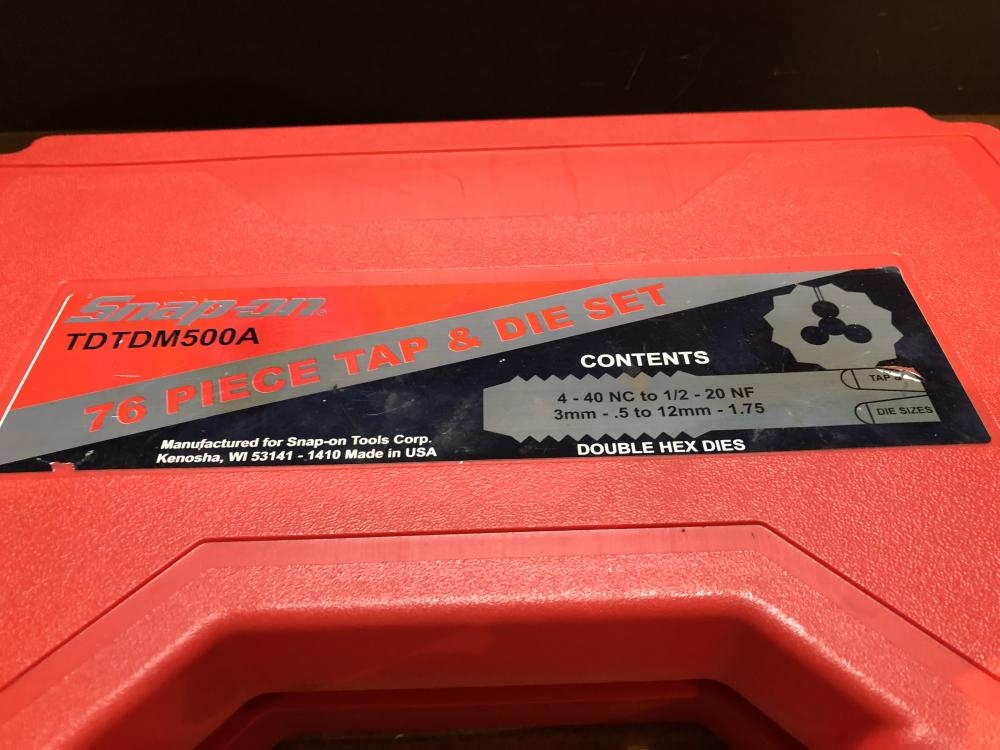 Snap-on®
TDTDM500A
76 PIECE TAP & DIE SET
CONTENTS
4 - 40 NC to 1/2 - 20 NF
3mm - .5 to 12mm - 1.75
TAP &
DIE SIZES
DOUBLE HEX DIES
Manufactured for Snap-on Tools Corp.
Kenosha, WI 53141 - 1410 Made in USA